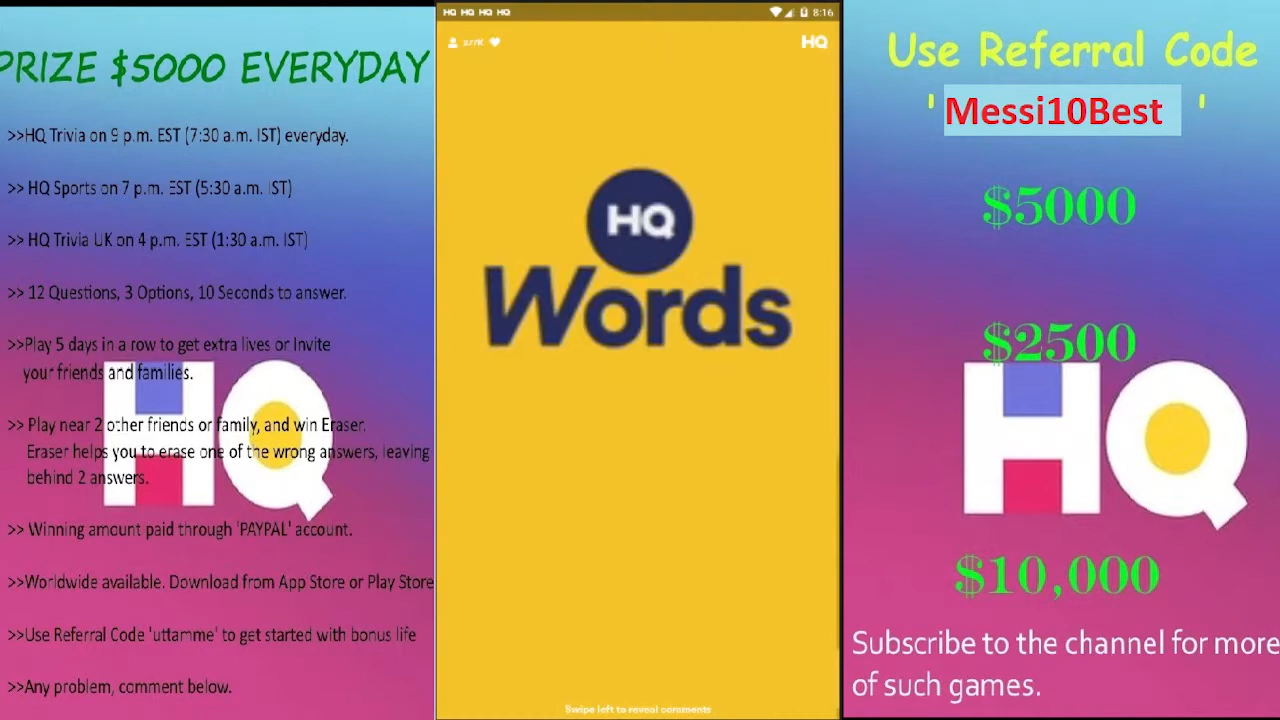 PRIZE $5000 EVERYDAY
>>HQ Trivia on 9 p.m. EST (7:30 a.m. IST) everyday.
>> HQ Sports on 7 p.m. EST (5:30 a.m. IST)
>> HQ Trivia UK on 4 p.m. EST (1:30 a.m. IST)
>> 12 Questions, 3 Options, 10 Seconds to answer.
>>Play 5 days in a row to get extra lives or Invite
your friends and families.
>> Play near 2 other friends or family, and win Eraser.
Eraser helps you to erase one of the wrong answers, leaving
behind 2 answers.
>> Winning amount paid through 'PAYPAL' account.
>>Worldwide available. Download from App Store or Play Store
>>Use Referral Code 'uttamme' to get started with bonus life
>>Any problem, comment below.
HQ
HQ HQ HQ HQ
8:16
HQ
HQ
Words
Swipe left to reveal comments
Use Referral Code
' Messi10Best '
$5000
$2500
HQ
$10,000
Subscribe to the channel for more
of such games.